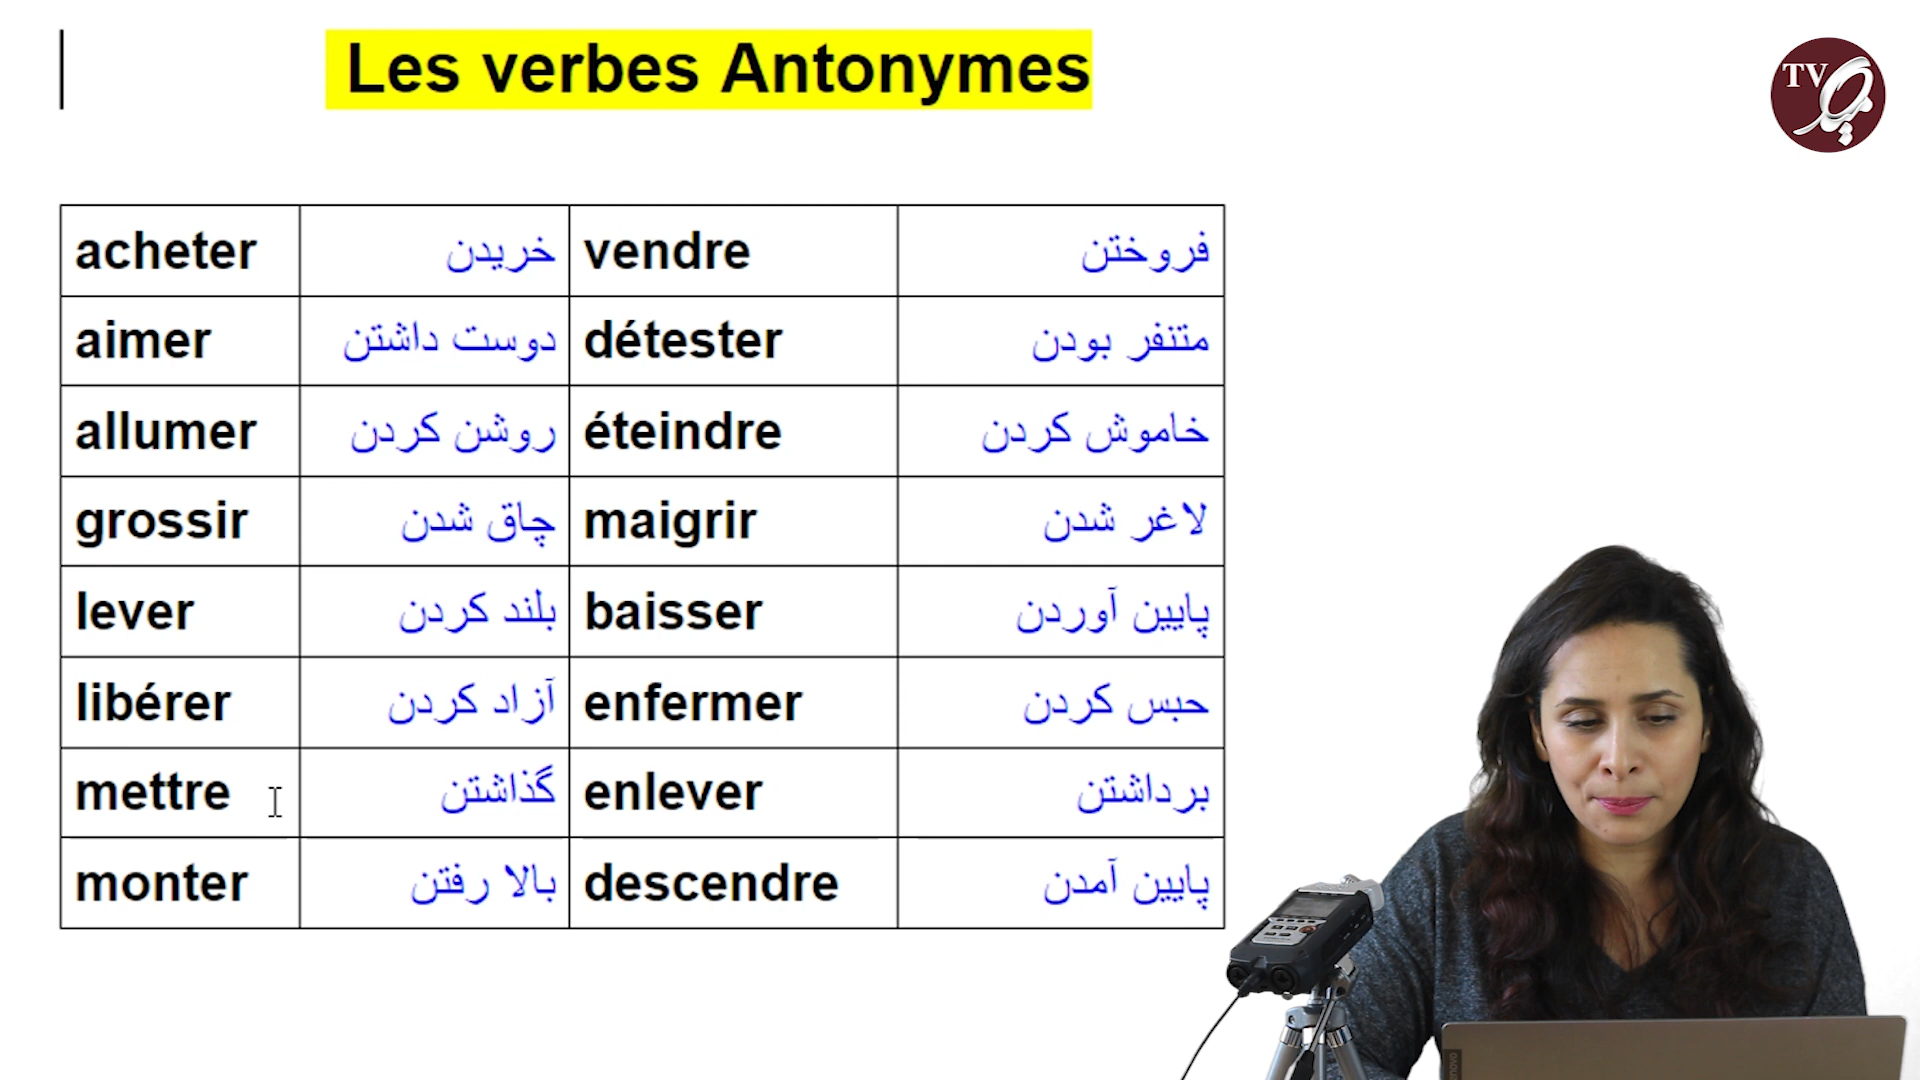 Les verbes Antonymes
TV
acheter خریدن vendre فروختن
aimer دوست داشتن détester متنفر بودن
allumer روشن کردن éteindre خاموش کردن
grossir چاق شدن maigrir لاغر شدن
lever بلند کردن baisser پایین آوردن
libérer آزاد کردن enfermer حبس کردن
mettre گذاشتن enlever برداشتن
monter بالا رفتن descendre پایین آمدن